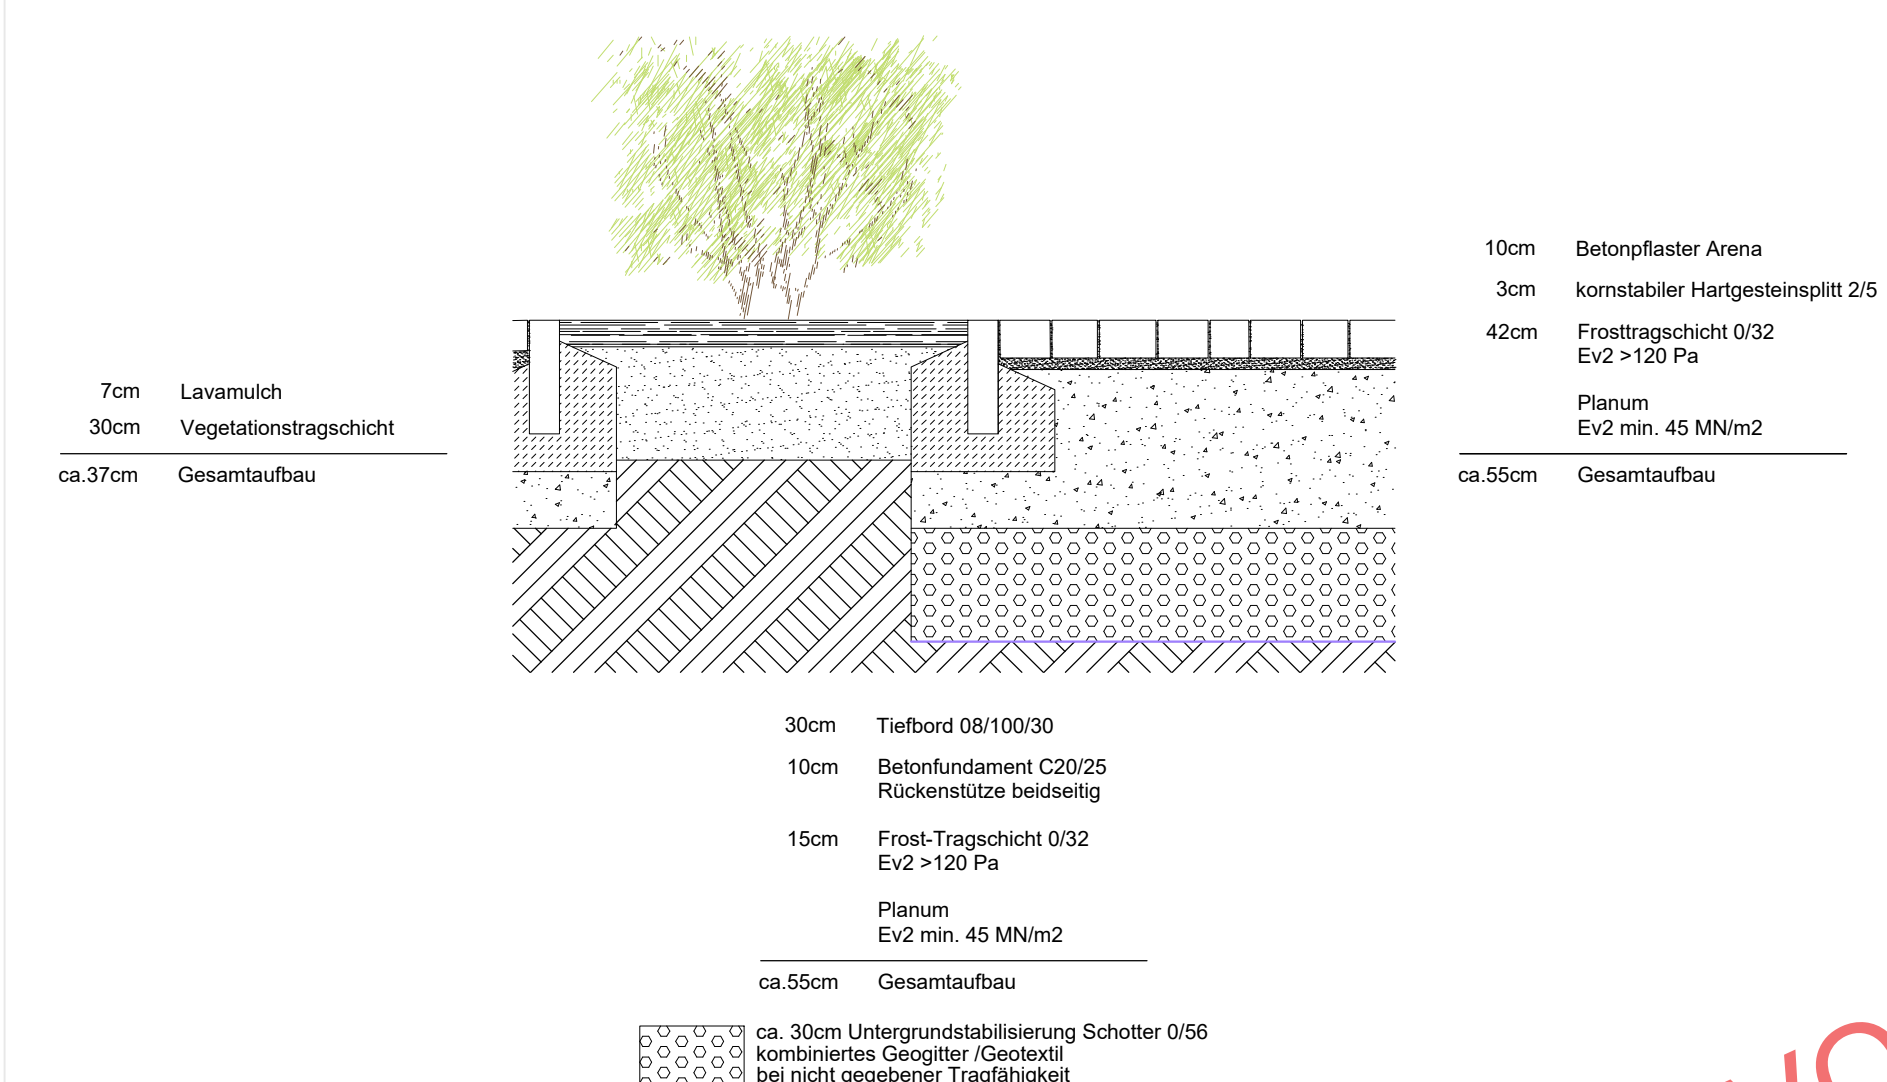 10cm Betonpflaster Arena
3cm kornstabiler Hartgesteinsplitt 2/5
42cm Frosttragschicht 0/32
Ev2 >120 Pa
Planum
Ev2 min. 45 MN/m2
ca.55cm Gesamtaufbau
7cm Lavamulch
30cm Vegetationstragschicht
ca.37cm Gesamtaufbau
30cm Tiefbord 08/100/30
10cm Betonfundament C20/25
Rückenstütze beidseitig
15cm Frost-Tragschicht 0/32
Ev2 >120 Pa
Planum
Ev2 min. 45 MN/m2
ca.55cm Gesamtaufbau
ca. 30cm Untergrundstabilisierung Schotter 0/56
kombiniertes Geogitter /Geotextil
bei nicht gegebener Tragfähigkeit